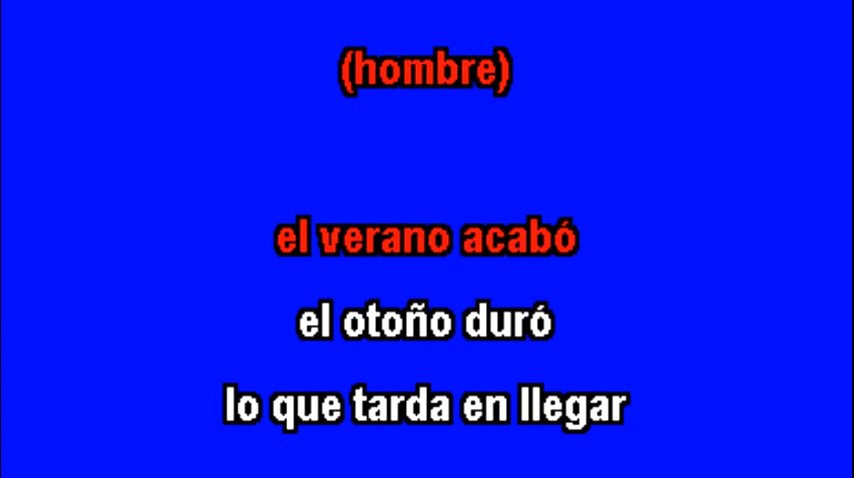 (hombre)
el verano acabó
el otoño duró
lo que tarda en llegar